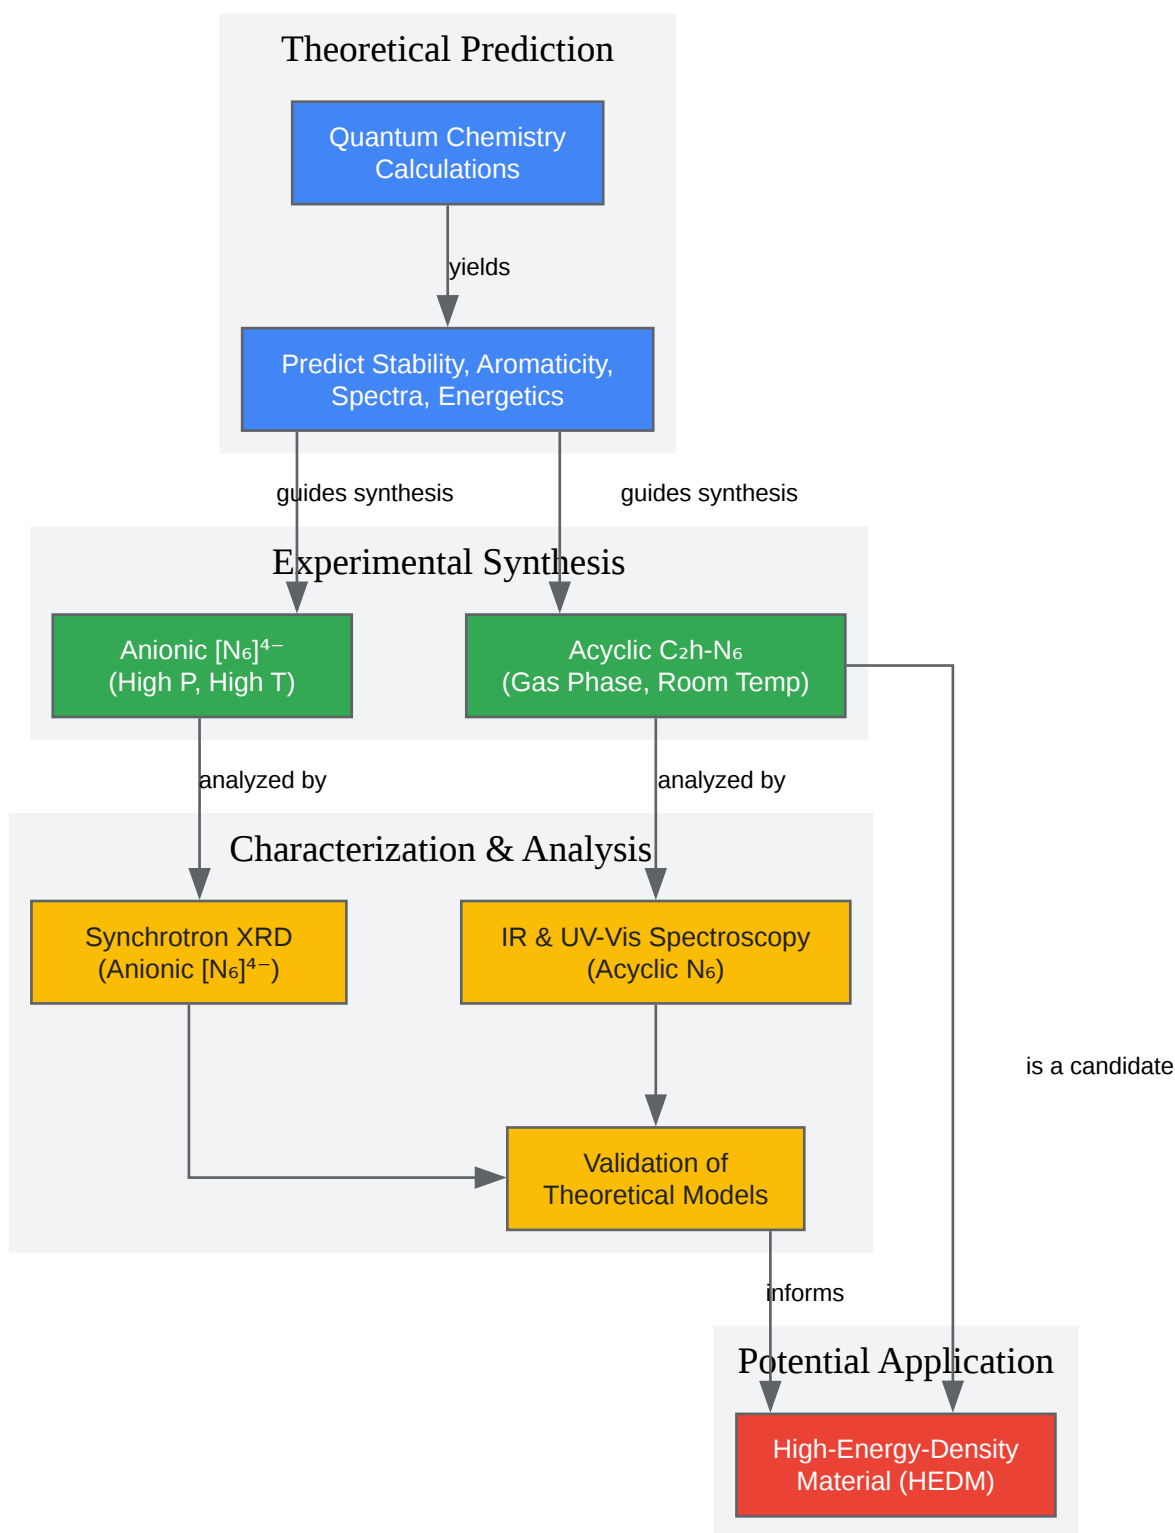 Theoretical Prediction
Quantum Chemistry
Calculations
yields
Predict Stability, Aromaticity,
Spectra, Energetics
guides synthesis
guides synthesis
Experimental Synthesis
Anionic [N₆]⁴⁻
(High P, High T)
Acyclic C₂h-N₆
(Gas Phase, Room Temp)
analyzed by
analyzed by
Characterization & Analysis
Synchrotron XRD
(Anionic [N₆]⁴⁻)
IR & UV-Vis Spectroscopy
(Acyclic N₆)
is a candidate
Validation of
Theoretical Models
informs
Potential Application
High-Energy-Density
Material (HEDM)